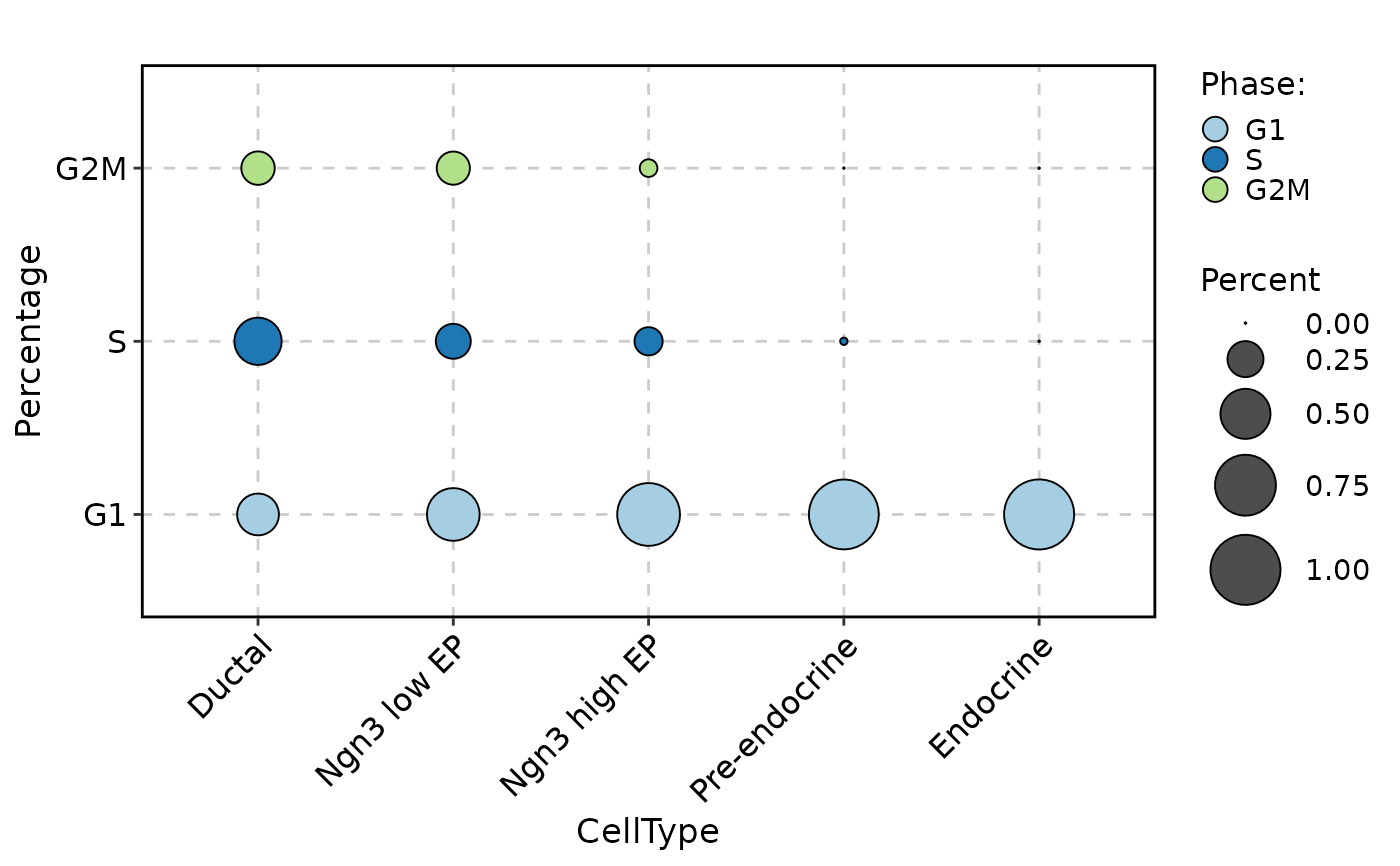 Phase:
G1
S
G2M
Percent
0.00
0.25
0.50
0.75
1.00
Percentage
G2M
S
G1
Ductal
Ngn3 low EP
Ngn3 high EP
Pre-endocrine
Endocrine
CellType